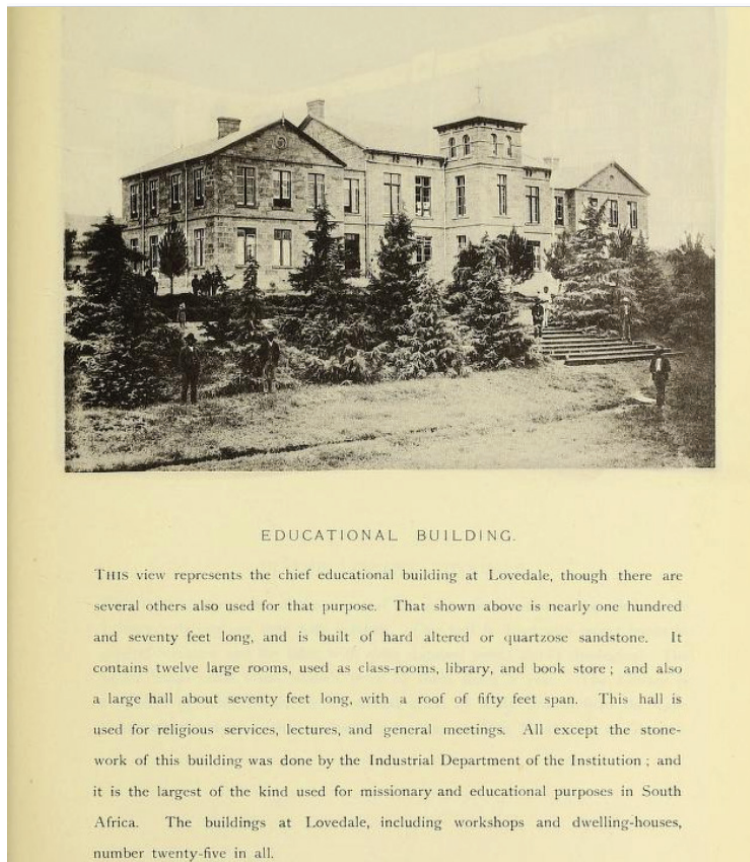 EDUCATIONAL BUILDING.
THIS view represents the chief educational building at Lovedale, though there are
several others also used for that purpose. That shown above is nearly one hundred
and seventy feet long, and is built of hard altered or quartzose sandstone. It
contains twelve large rooms, used as class-rooms, library, and book store; and also
a large hall about seventy feet long, with a roof of fifty feet span. This hall is
used for religious services, lectures, and general meetings. All except the stone-
work of this building was done by the Industrial Department of the Institution; and
it is the largest of the kind used for missionary and educational purposes in South
Africa. The buildings at Lovedale, including workshops and dwelling-houses,
number twenty-five in all.